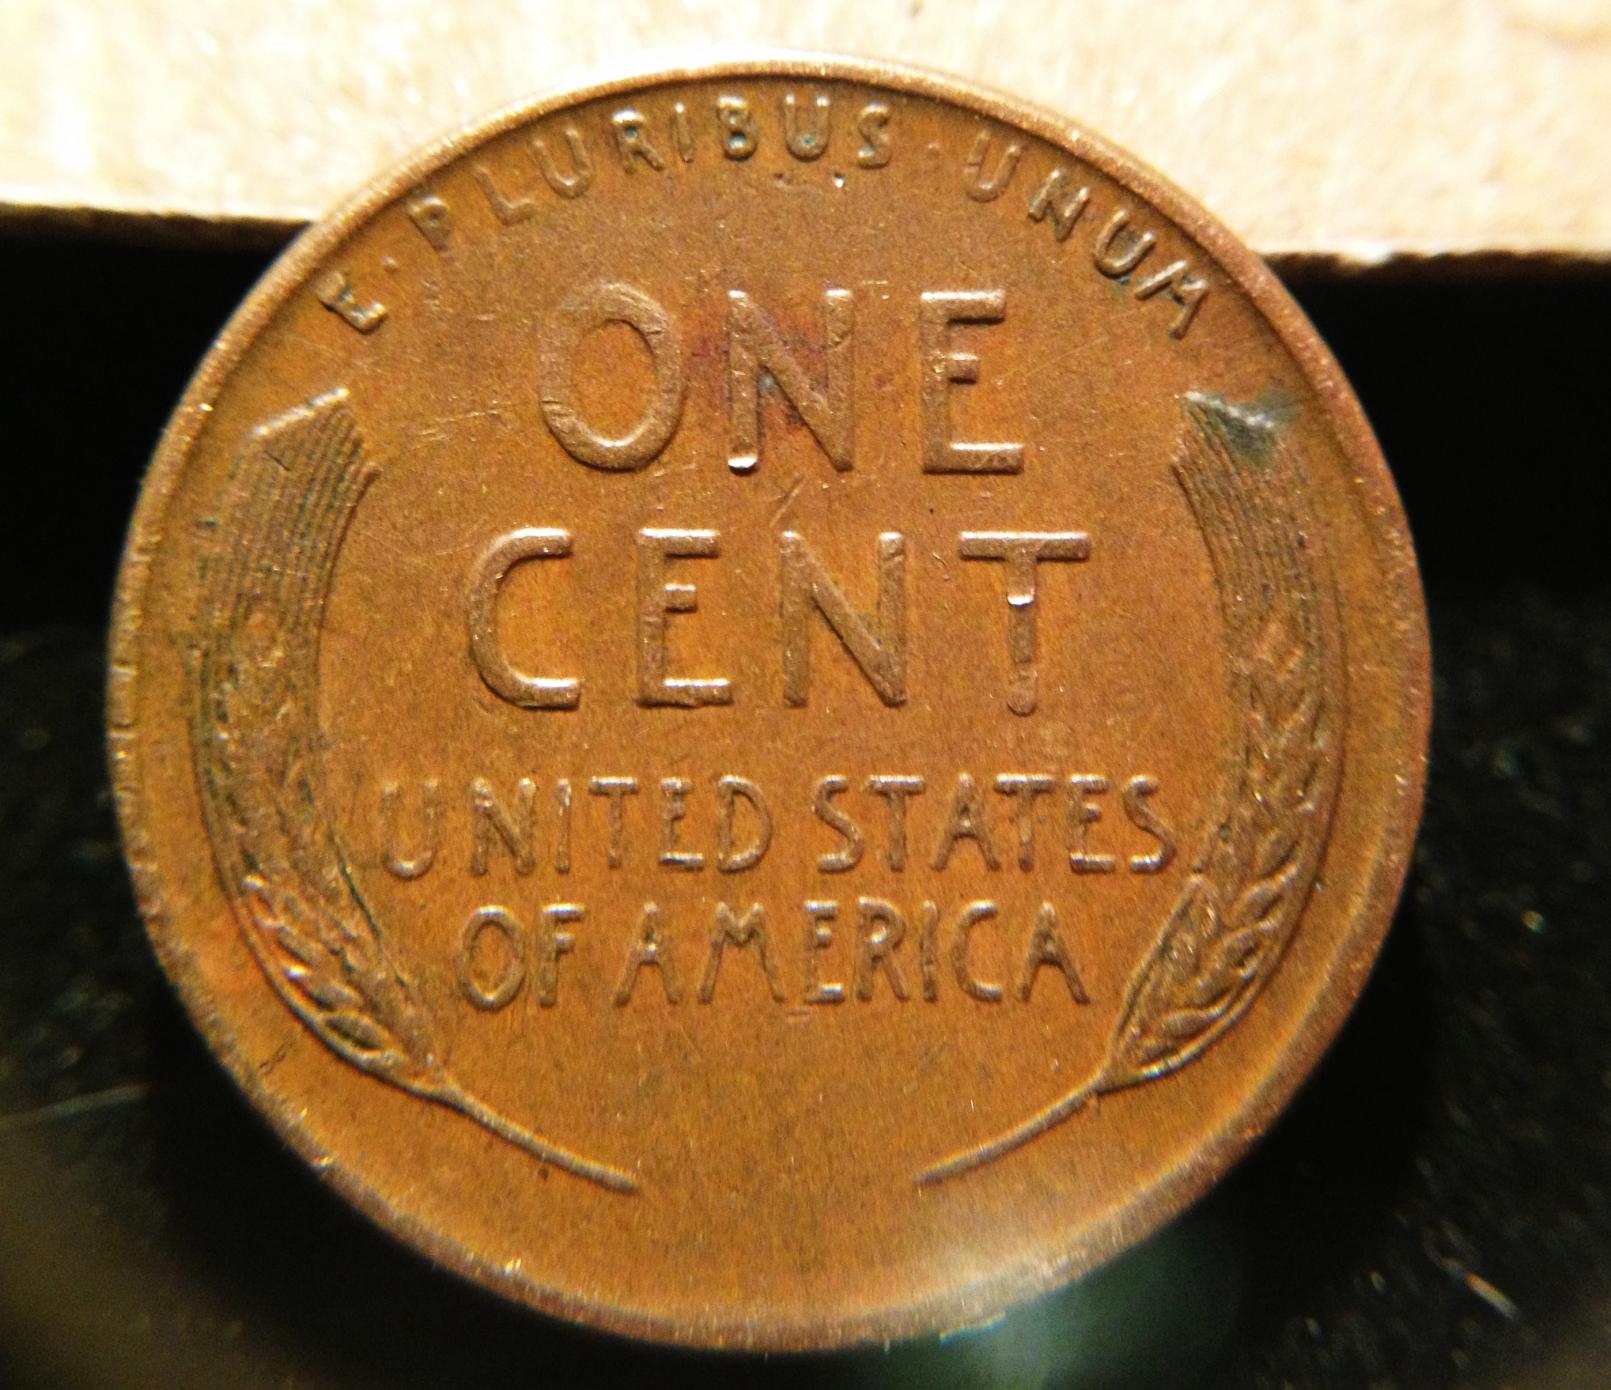 E · PLURIBUS · UNUM
ONE
CENT
UNITED STATES
OF AMERICA